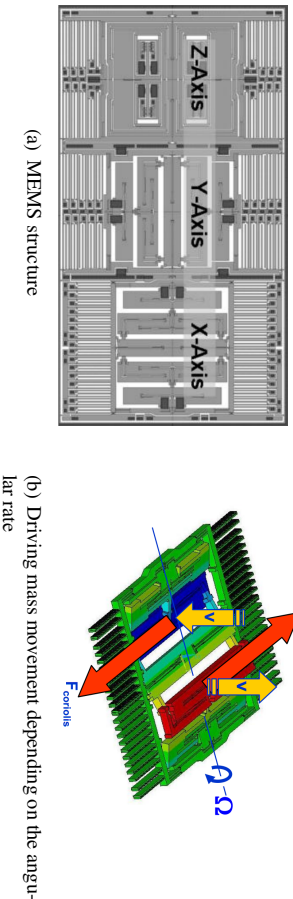 Z-Axis
Y-Axis
X-Axis
(a) MEMS structure
v
v
Ω
F coriolis
(b) Driving mass movement depending on the angu-
lar rate